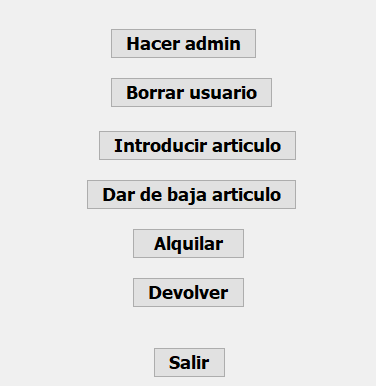 Hacer admin
Borrar usuario
Introducir articulo
Dar de baja articulo
Alquilar
Devolver
Salir